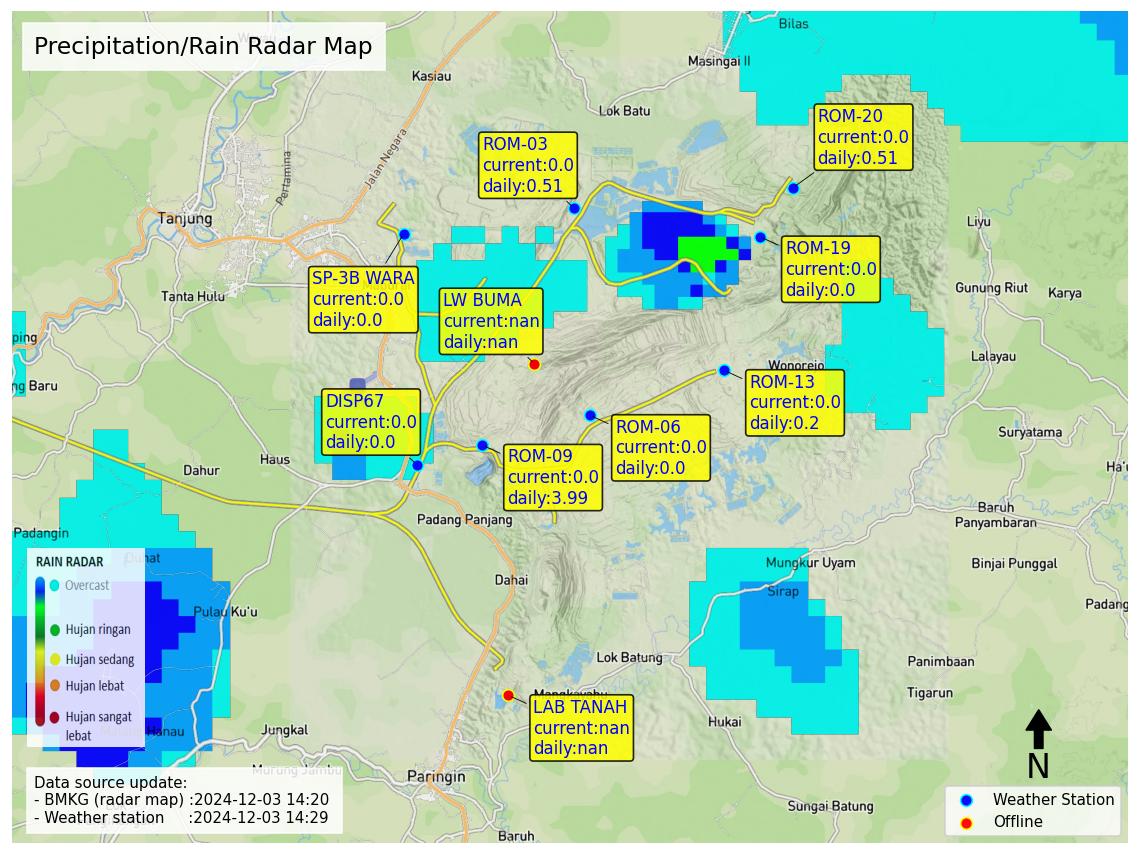 Bilas
Precipitation/Rain Radar Map
Masingai II
Kasiau
Lok Batu
ROM-20
current:0.0
daily:0.51
ROM-03
current:0.0
daily:0.51
Jalan Negara
Pertamina
Tanjung
Liyu
ROM-19
current:0.0
daily:0.0
SP-3B WARA
current:0.0
daily:0.0
Tanta Hulu
LW BUMA
current:nan
daily:nan
Gunung Riut
Karya
ping
Lalayau
Wonorejo
ng Baru
ROM-13
current:0.0
daily:0.2
DISP67
current:0.0
daily:0.0
ROM-06
current:0.0
daily:0.0
Suryatama
ROM-09
current:0.0
daily:3.99
Haus
Dahur
Ha'u
Baruh
Panyambaran
Padang Panjang
Padangin
RAIN RADAR
Overcast
Hujan ringan
Hujan sedang
Hujan lebat
Hujan sangat
lebat
Mungkur Uyam
Binjai Punggal
Dahai
Sirap
Padang
Pulau Ku'u
Lok Batung
Panimbaan
Tigarun
LAB TANAH
current:nan
daily:nan
Hukai
Jungkal
Manau
Murung Jambu
Paringin
N
Data source update:
- BMKG (radar map) :2024-12-03 14:20
- Weather station :2024-12-03 14:29
Weather Station
Offline
Sungai Batung
Baruh